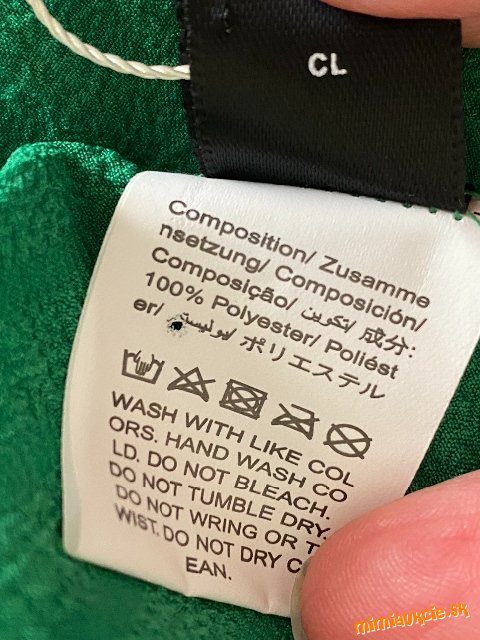 CL
Composition/ Zusamme
nsetzung/ Composición/
Composição/ تكوين/ 成分:
100% Polyester/ Poliést
er/ بوليستر/ ポリエステル
WASH WITH LIKE COL
ORS. HAND WASH CO
LD. DO NOT BLEACH.
DO NOT TUMBLE DRY.
DO NOT WRING OR T
WIST. DO NOT DRY C
EAN.
mimiaukcie.sk